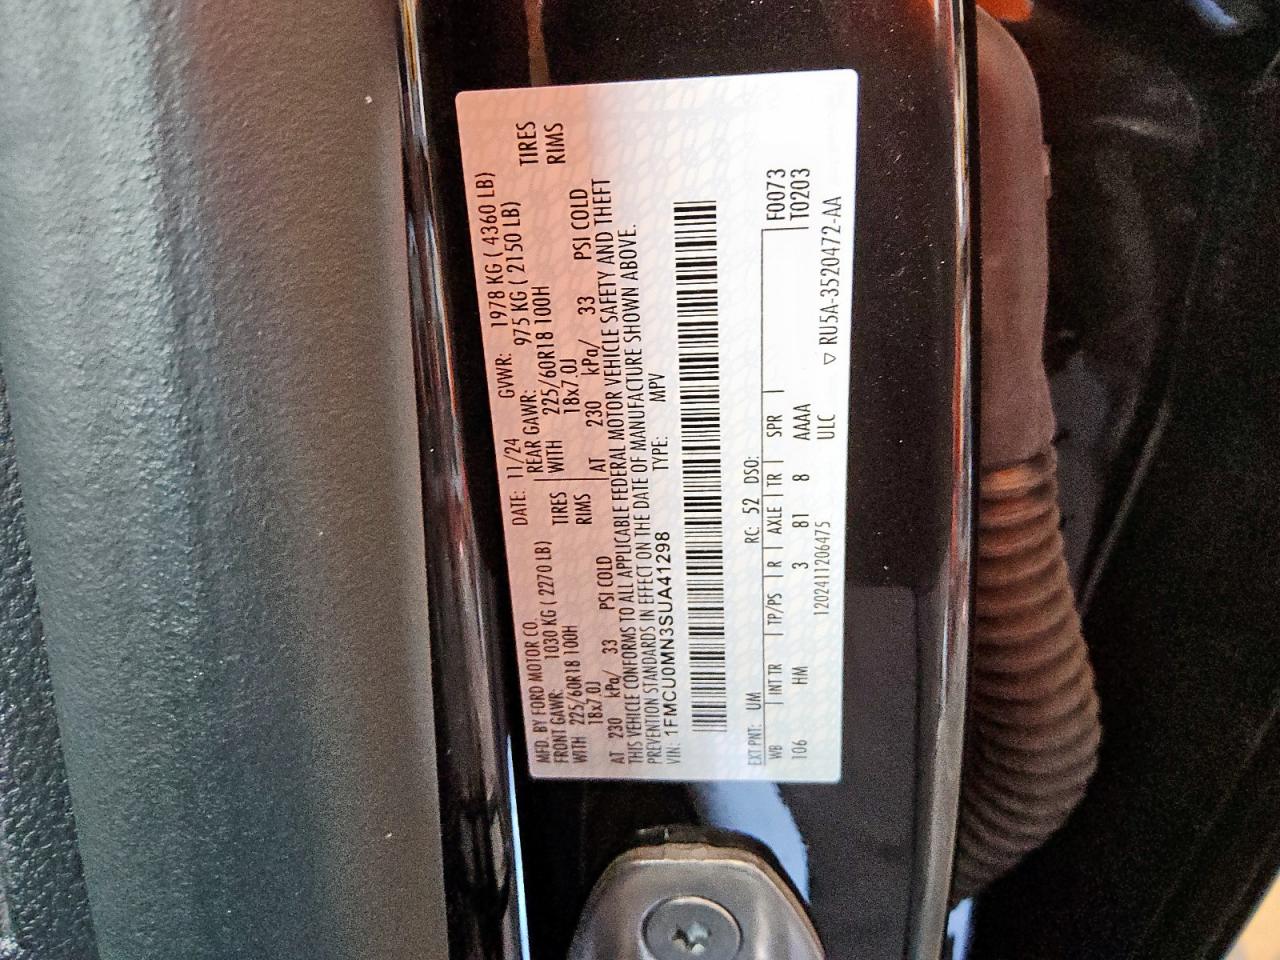 MFD. BY FORD MOTOR CO. DATE: 11/24 GVWR: 1978 KG ( 4360 LB)
FRONT GAWR: 1030 KG ( 2270 LB) REAR GAWR: 975 KG ( 2150 LB)
WITH 225/60R18 100H TIRES WITH 225/60R18 100H TIRES
18x7.0J RIMS 18x7.0J RIMS
AT 230 kPa/ 33 PSI COLD AT 230 kPa/ 33 PSI COLD
THIS VEHICLE CONFORMS TO ALL APPLICABLE FEDERAL MOTOR VEHICLE SAFETY AND THEFT
PREVENTION STANDARDS IN EFFECT ON THE DATE OF MANUFACTURE SHOWN ABOVE.
VIN: 1FMCU0MN3SUA41298 TYPE: MPV
EXT PNT: UM RC: 52 DSO:
WB INT TR TP/PS R AXLE TR SPR F0073
106 HM 3 81 8 AAAA T0203
120241120​6475 ULC ▽ RU5A-3520472-AA